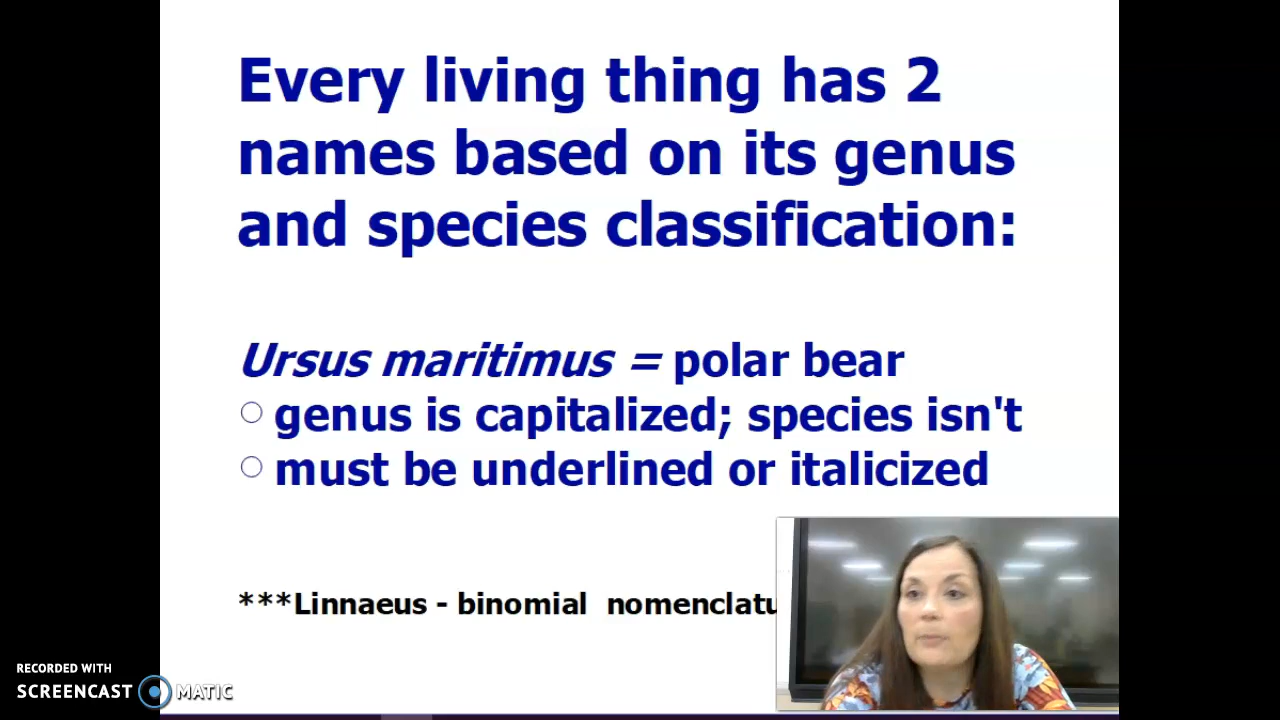 Every living thing has 2
names based on its genus
and species classification:
Ursus maritimus = polar bear
genus is capitalized; species isn't
must be underlined or italicized
***Linnaeus - binomial nomenclatu
RECORDED WITH
SCREENCAST MATIC